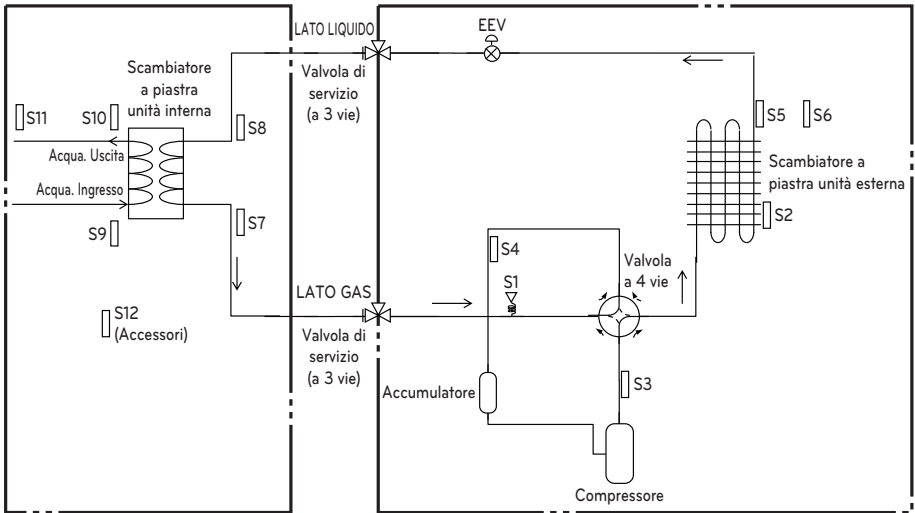 LATO LIQUIDO
EEV
Valvola di
servizio
(a 3 vie)
Scambiatore
a piastra
unità interna
S11
S10
S8
Acqua. Uscita
Acqua. Ingresso
S9
S7
S12
(Accessori)
LATO GAS
Valvola di
servizio
(a 3 vie)
S5
S6
Scambiatore a
piastra unità esterna
S2
S4
S1
Valvola
a 4 vie
S3
Accumulatore
Compressore